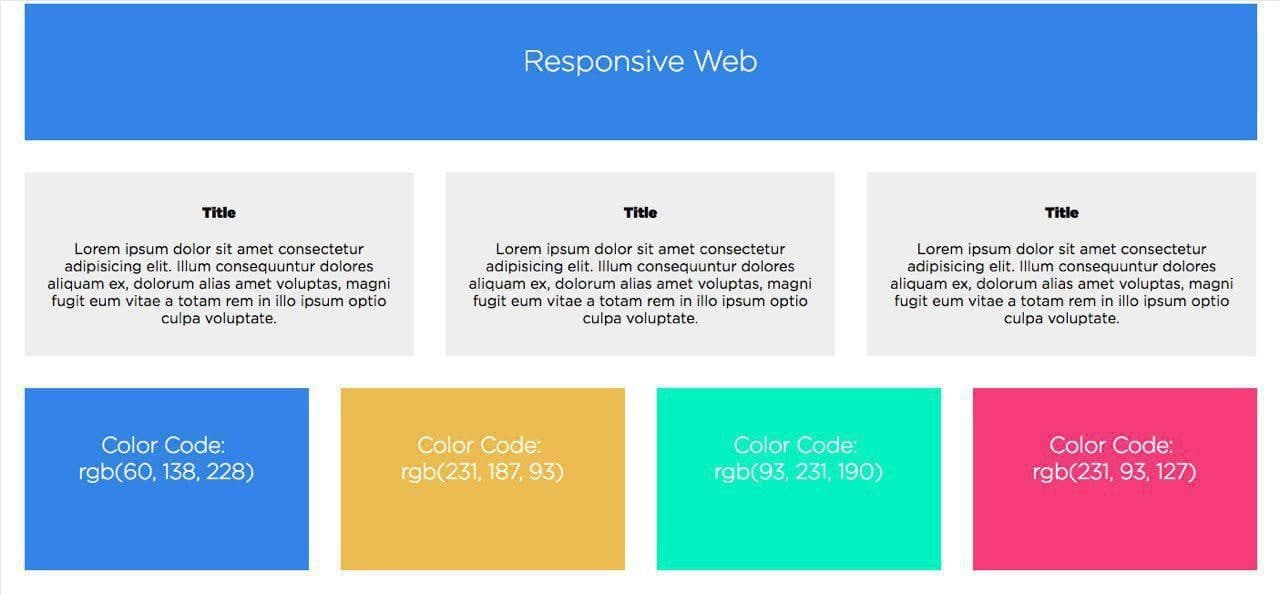 Responsive Web
Title
Lorem ipsum dolor sit amet consectetur
adipisicing elit. Illum consequuntur dolores
aliquam ex, dolorum alias amet voluptas, magni
fugit eum vitae a totam rem in illo ipsum optio
culpa voluptate.
Title
Lorem ipsum dolor sit amet consectetur
adipisicing elit. Illum consequuntur dolores
aliquam ex, dolorum alias amet voluptas, magni
fugit eum vitae a totam rem in illo ipsum optio
culpa voluptate.
Title
Lorem ipsum dolor sit amet consectetur
adipisicing elit. Illum consequuntur dolores
aliquam ex, dolorum alias amet voluptas, magni
fugit eum vitae a totam rem in illo ipsum optio
culpa voluptate.
Color Code:
rgb(60, 138, 228)
Color Code:
rgb(231, 187, 93)
Color Code:
rgb(93, 231, 190)
Color Code:
rgb(231, 93, 127)